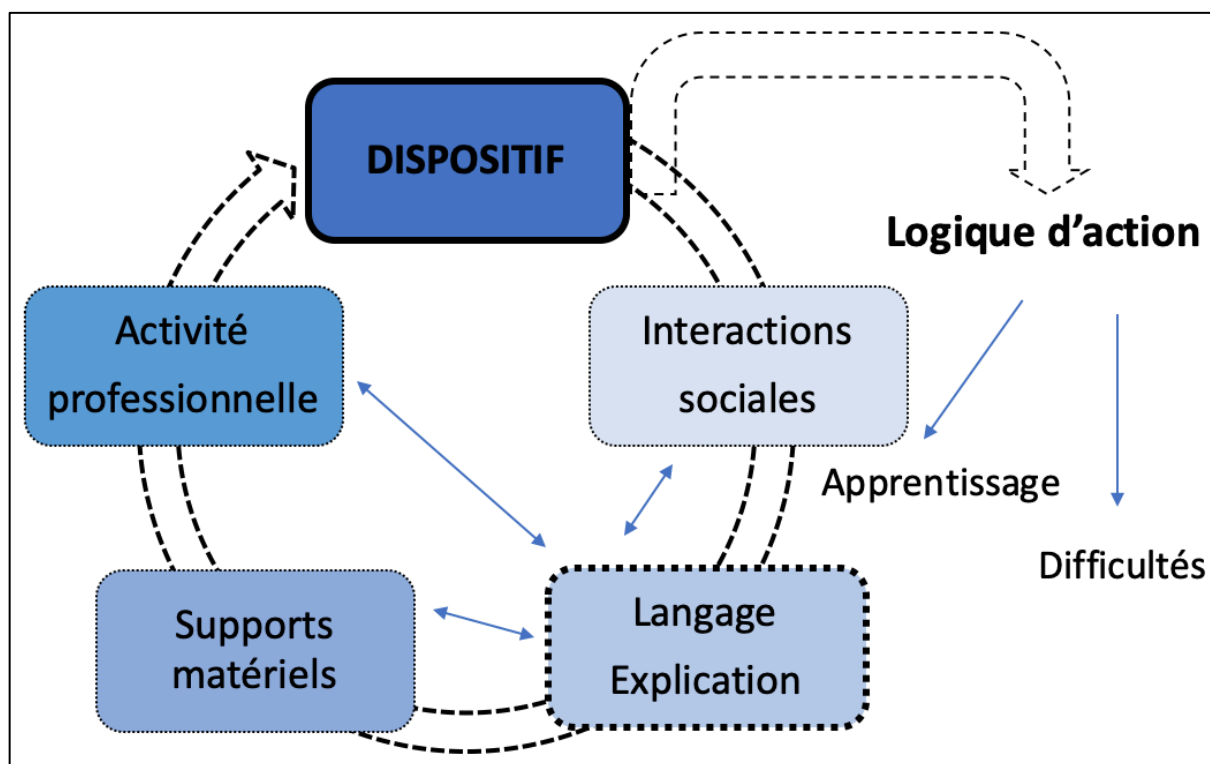 DISPOSITIF
Logique d’action
Activité
professionnelle
Interactions
sociales
Apprentissage
Difficultés
Supports
matériels
Langage
Explication